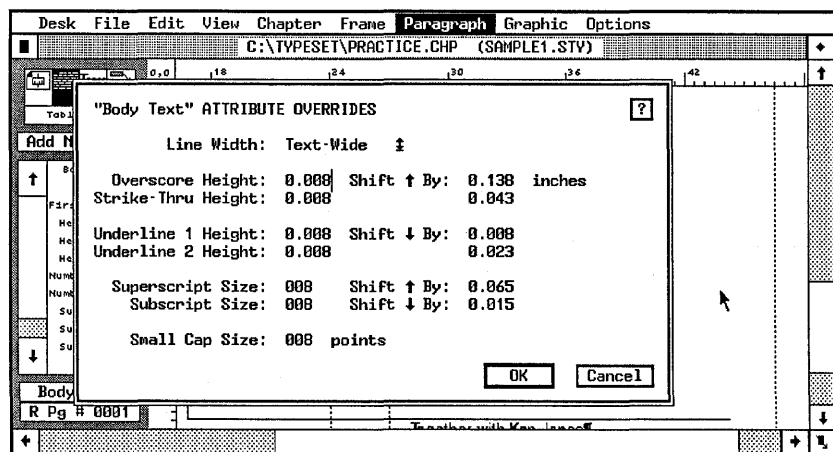 Desk File Edit View Chapter Frame Paragraph Graphic Options
C:\TYPESET\PRACTICE.CHP (SAMPLE1.STY)
0,0 18 24 30 36 42
"Body Text" ATTRIBUTE OVERRIDES ?
Add N
Line Width: Text-Wide
Overscore Height: 0.008 Shift ↑ By: 0.138 inches
Strike-Thru Height: 0.008 0.043
Underline 1 Height: 0.008 Shift ↓ By: 0.008
Underline 2 Height: 0.008 0.023
Superscript Size: 008 Shift ↑ By: 0.065
Subscript Size: 008 Shift ↓ By: 0.015
Small Cap Size: 008 points
OK Cancel
Body
R Pg # 0001
Together with Ken Jones¶